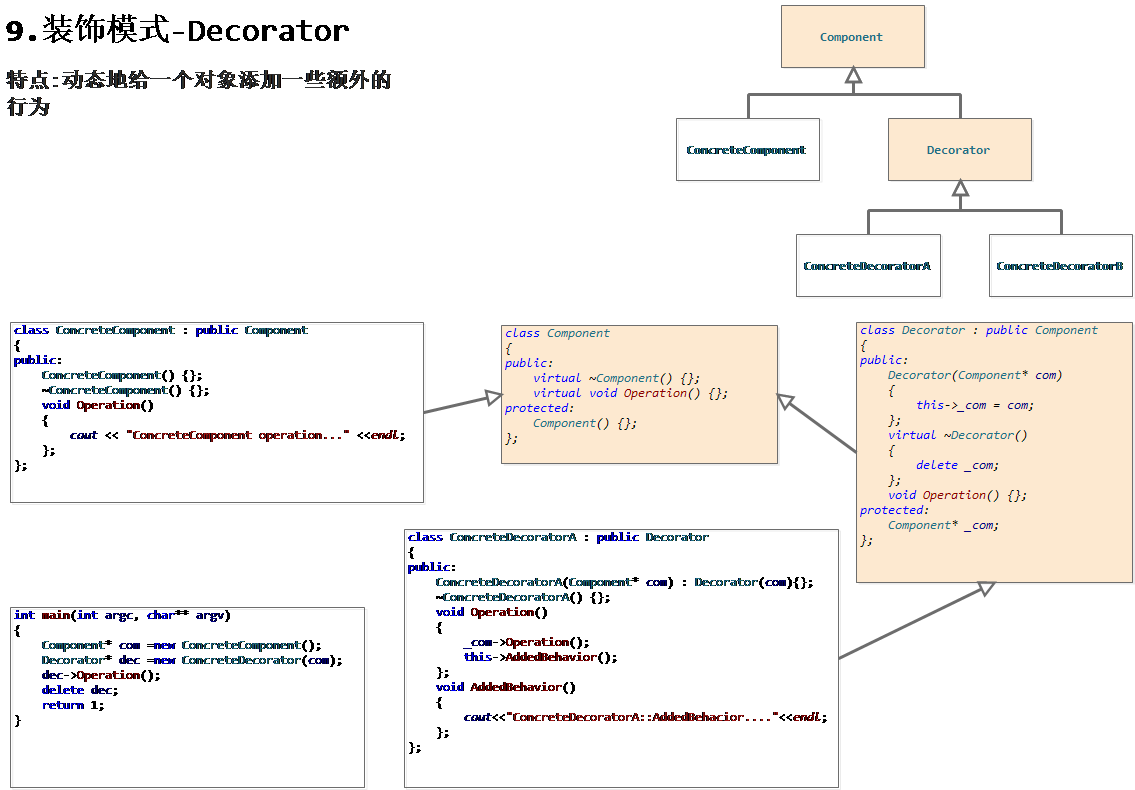 9.装饰模式-Decorator
特点:动态地给一个对象添加一些额外的
行为
Component
ConcreteComponent
Decorator
ConcreteDecoratorA
ConcreteDecoratorB
class ConcreteComponent : public Component
{
public:
    ConcreteComponent() {};
    ~ConcreteComponent() {};
    void Operation()
    {
        cout << "ConcreteComponent operation..." <<endl;
    };
};
class Component
{
public:
    virtual ~Component() {};
    virtual void Operation() {};
protected:
    Component() {};
};
class Decorator : public Component
{
public:
    Decorator(Component* com)
    {
        this->_com = com;
    };
    virtual ~Decorator()
    {
        delete _com;
    };
    void Operation() {};
protected:
    Component* _com;
};
class ConcreteDecoratorA : public Decorator
{
public:
    ConcreteDecoratorA(Component* com) : Decorator(com){};
    ~ConcreteDecoratorA() {};
    void Operation()
    {
        _com->Operation();
        this->AddedBehavior();
    };
    void AddedBehavior()
    {
        cout<<"ConcreteDecoratorA::AddedBehacior...."<<endl;
    };
};
int main(int argc, char** argv)
{
    Component* com =new ConcreteComponent();
    Decorator* dec =new ConcreteDecorator(com);
    dec->Operation();
    delete dec;
    return 1;
}